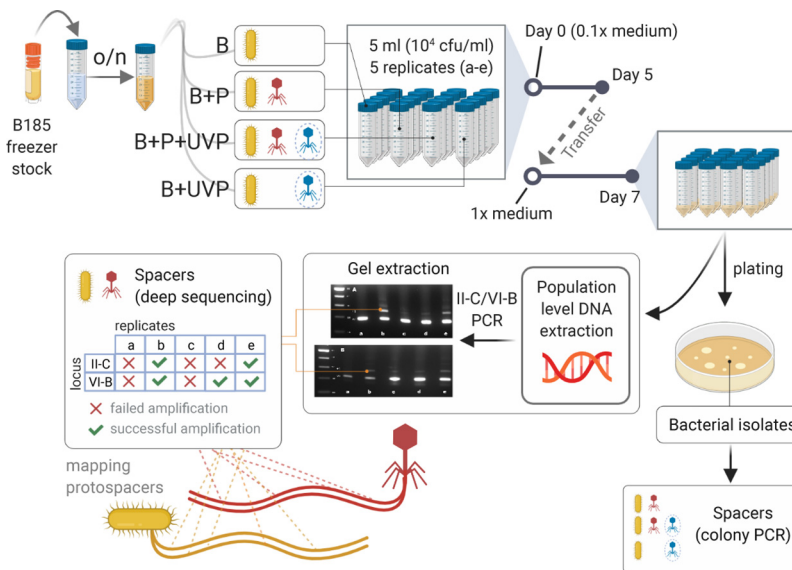 B185
freezer
stock
o/n
B
B+P
B+P+UVP
B+UVP
5 ml (10⁴ cfu/ml)
5 replicates (a-e)
Day 0 (0.1x medium)
Day 5
Transfer
1x medium
Day 7
plating
Bacterial isolates
Spacers
(colony PCR)
Population
level DNA
extraction
II-C/VI-B
PCR
Gel extraction
A
a b c d e
B
a b c d e
Spacers
(deep sequencing)
replicates
a b c d e
locus
II-C
VI-B
failed amplification
successful amplification
mapping
protospacers